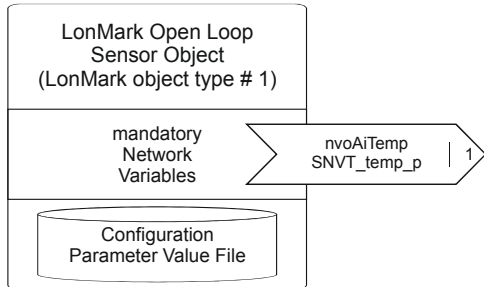 LonMark Open Loop
Sensor Object
(LonMark object type # 1)
mandatory
Network
Variables
nvoAiTemp
SNVT_temp_p
1
Configuration
Parameter Value File